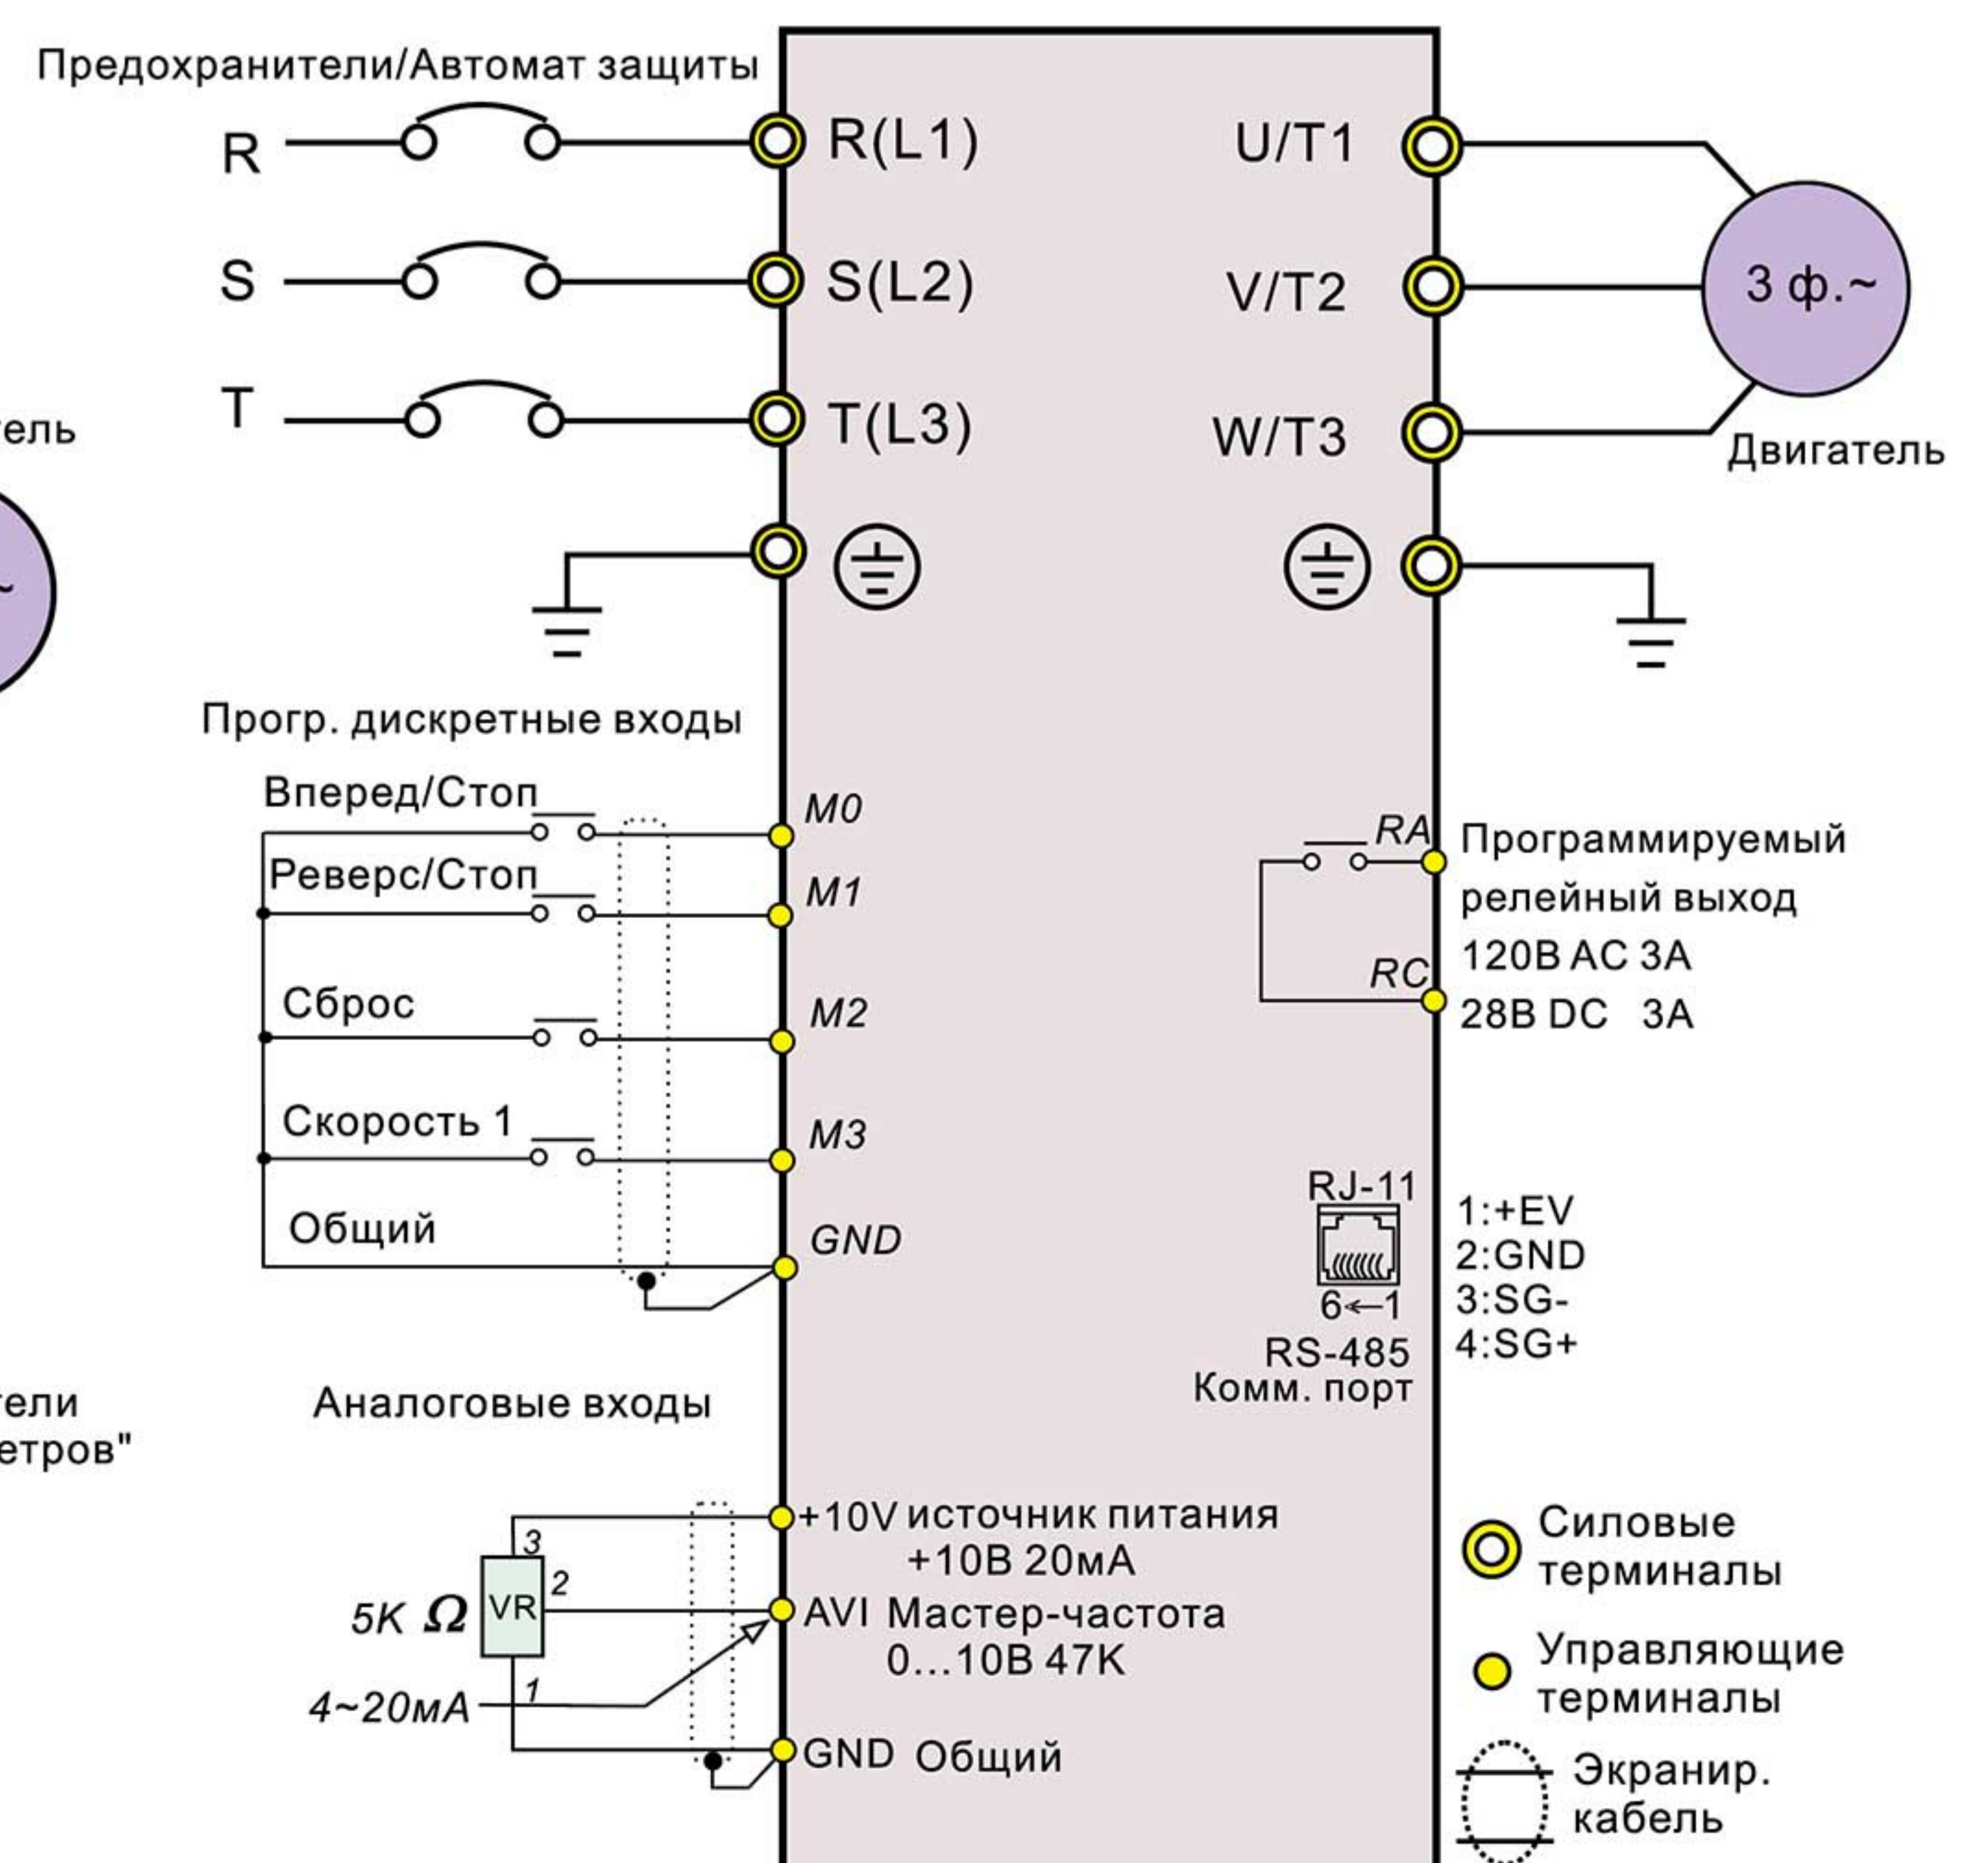 Предохранители/Автомат защиты
R
R(L1)
U/T1
S
S(L2)
V/T2
3 ф.~
T
T(L3)
W/T3
Двигатель
тель
~
Прогр. дискретные входы
Вперед/Стоп
M0
Реверс/Стоп
M1
Сброс
M2
Скорость 1
M3
Общий
GND
RA
Программируемый
релейный выход
120В AC 3А
RC
28В DC 3А
RJ-11
6←1
RS-485
Комм. порт
1:+EV
2:GND
3:SG-
4:SG+
тели
етров"
Аналоговые входы
+10V источник питания
+10В 20мА
3
2
VR
5K Ω
AVI Мастер-частота
0...10В 47K
1
4~20мА
GND Общий
Силовые
терминалы
Управляющие
терминалы
Экранир.
кабель